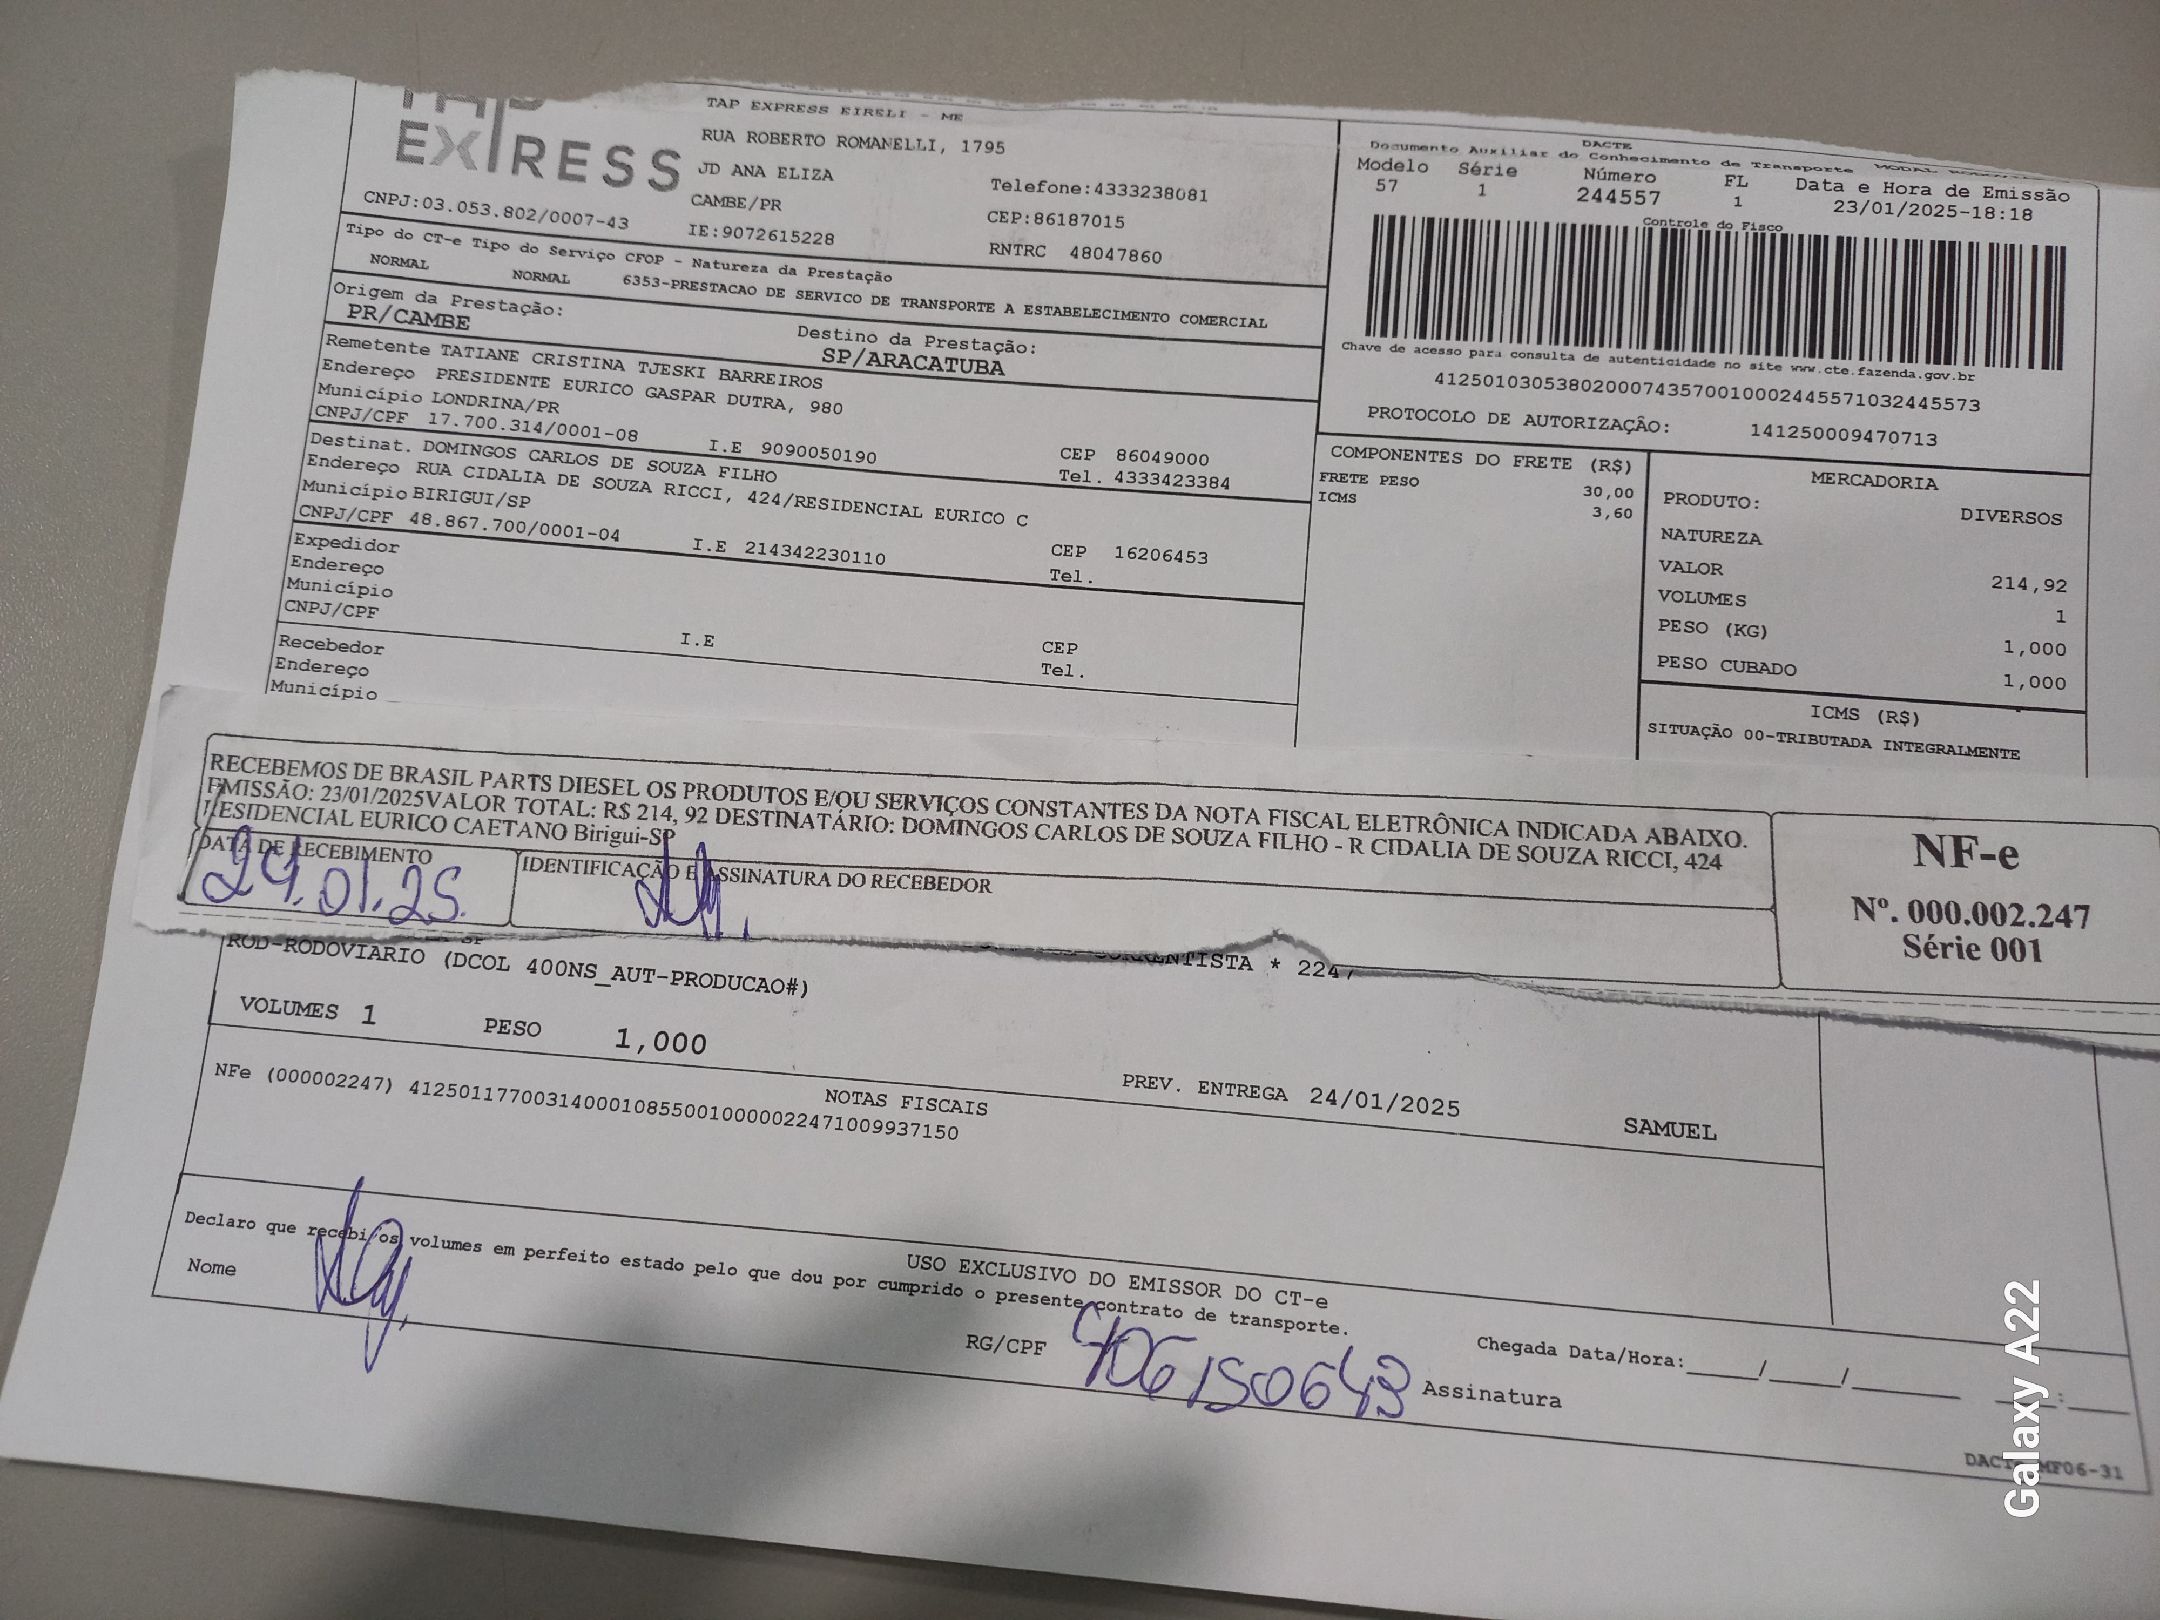 EXPRESS
CNPJ:03.053.802/0007-43
TAP EXPRESS EIRELI - ME
RUA ROBERTO ROMANELLI, 1795
JD ANA ELIZA
CAMBE/PR
IE:9072615228
Telefone:4333238081
CEP:86187015
RNTRC 48047860
DACTE
Documento Auxiliar do Conhecimento de Transporte MODAL
Modelo Série Número FL Data e Hora de Emissão
57 1 244557 1 23/01/2025-18:18
Controle do Fisco
Chave de acesso para consulta de autenticidade no site www.cte.fazenda.gov.br
41250103053802000743570010002445571032445573
PROTOCOLO DE AUTORIZAÇÃO: 141250009470713
Tipo do CT-e Tipo do Serviço CFOP - Natureza da Prestação
NORMAL NORMAL 6353-PRESTACAO DE SERVICO DE TRANSPORTE A ESTABELECIMENTO COMERCIAL
Origem da Prestação: Destino da Prestação:
PR/CAMBE SP/ARACATUBA
Remetente TATIANE CRISTINA TJESKI BARREIROS
Endereço PRESIDENTE EURICO GASPAR DUTRA, 980
Município LONDRINA/PR CEP 86049000
CNPJ/CPF 17.700.314/0001-08 I.E 9090050190 Tel. 4333423384
Destinat. DOMINGOS CARLOS DE SOUZA FILHO
Endereço RUA CIDALIA DE SOUZA RICCI, 424/RESIDENCIAL EURICO C
Município BIRIGUI/SP CEP 16206453
CNPJ/CPF 48.867.700/0001-04 I.E 214342230110 Tel.
Expedidor
Endereço
Município CEP
CNPJ/CPF I.E Tel.
Recebedor
Endereço
Município
COMPONENTES DO FRETE (R$)
FRETE PESO 30,00
ICMS 3,60
MERCADORIA
PRODUTO: DIVERSOS
NATUREZA
VALOR 214,92
VOLUMES 1
PESO (KG) 1,000
PESO CUBADO 1,000
ICMS (R$)
SITUAÇÃO 00-TRIBUTADA INTEGRALMENTE
RECEBEMOS DE BRASIL PARTS DIESEL OS PRODUTOS E/OU SERVIÇOS CONSTANTES DA NOTA FISCAL ELETRÔNICA INDICADA ABAIXO.
EMISSÃO: 23/01/2025VALOR TOTAL: R$ 214, 92 DESTINATÁRIO: DOMINGOS CARLOS DE SOUZA FILHO - R CIDALIA DE SOUZA RICCI, 424
RESIDENCIAL EURICO CAETANO Birigui-SP
DATA DE RECEBIMENTO IDENTIFICAÇÃO E ASSINATURA DO RECEBEDOR
24.01.25.
NF-e
Nº. 000.002.247
Série 001
* 2247
ROD-RODOVIARIO (DCOL 400NS_AUT-PRODUCAO#)
VOLUMES 1 PESO 1,000 PREV. ENTREGA 24/01/2025 SAMUEL
NOTAS FISCAIS
NFe (000002247) 41250117700314000108550010000022471009937150
USO EXCLUSIVO DO EMISSOR DO CT-e
Declaro que recebi os volumes em perfeito estado pelo que dou por cumprido o presente contrato de transporte.
Nome RG/CPF 406150643 Assinatura Chegada Data/Hora:____/____/______ ____:____
MF06-31
Galaxy A22